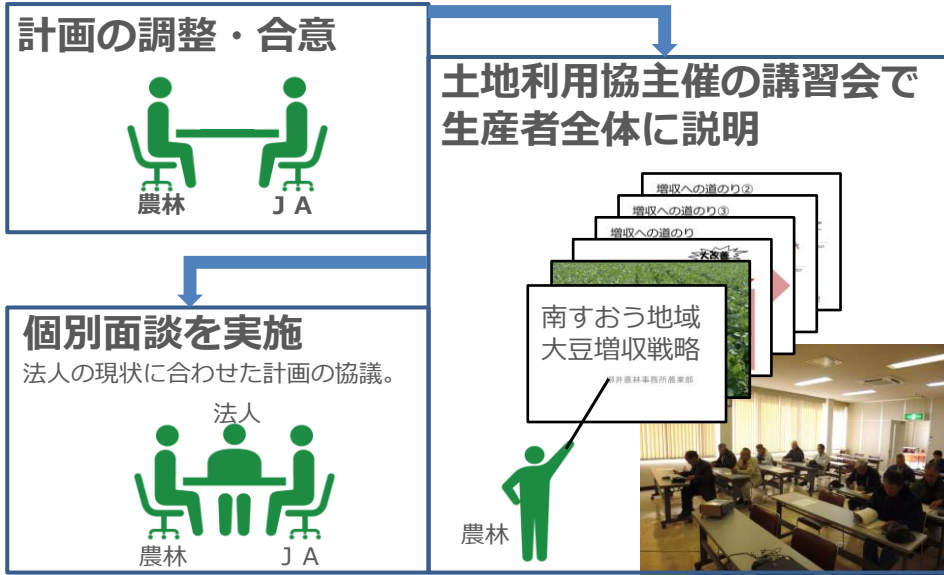 計画の調整・合意
農林
ＪＡ
土地利用協主催の講習会で
生産者全体に説明
増収への道のり②
増収への道のり③
増収への道のり
大改善
南すおう地域
大豆増収戦略
柳井農林事務所農業部
農林
個別面談を実施
法人の現状に合わせた計画の協議。
法人
農林
ＪＡ